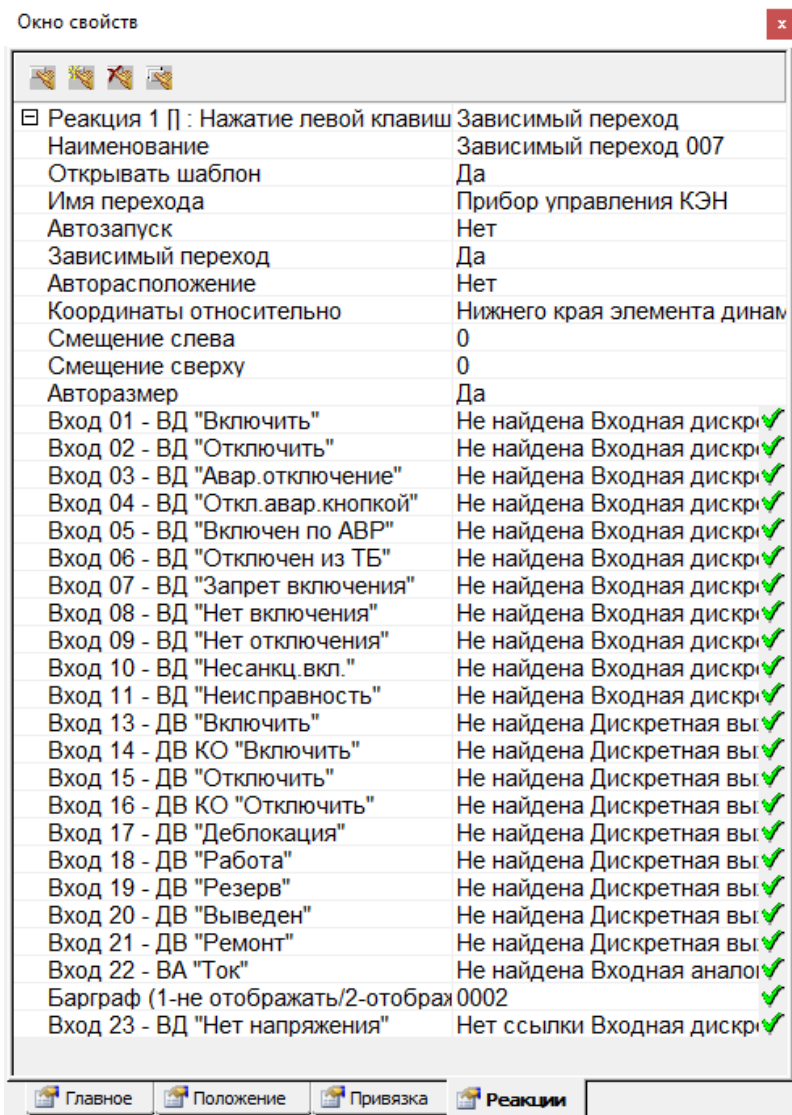 Окно свойств
Реакция 1 [] : Нажатие левой клавиш Зависимый переход
Наименование Зависимый переход 007
Открывать шаблон Да
Имя перехода Прибор управления КЭН
Автозапуск Нет
Зависимый переход Да
Авторасположение Нет
Координаты относительно Нижнего края элемента динам
Смещение слева 0
Смещение сверху 0
Авторазмер Да
Вход 01 - ВД "Включить" Не найдена Входная дискр
Вход 02 - ВД "Отключить" Не найдена Входная дискр
Вход 03 - ВД "Авар.отключение" Не найдена Входная дискр
Вход 04 - ВД "Откл.авар.кнопкой" Не найдена Входная дискр
Вход 05 - ВД "Включен по АВР" Не найдена Входная дискр
Вход 06 - ВД "Отключен из ТБ" Не найдена Входная дискр
Вход 07 - ВД "Запрет включения" Не найдена Входная дискр
Вход 08 - ВД "Нет включения" Не найдена Входная дискр
Вход 09 - ВД "Нет отключения" Не найдена Входная дискр
Вход 10 - ВД "Несанкц.вкл." Не найдена Входная дискр
Вход 11 - ВД "Неисправность" Не найдена Входная дискр
Вход 13 - ДВ "Включить" Не найдена Дискретная вы
Вход 14 - ДВ КО "Включить" Не найдена Дискретная вы
Вход 15 - ДВ "Отключить" Не найдена Дискретная вы
Вход 16 - ДВ КО "Отключить" Не найдена Дискретная вы
Вход 17 - ДВ "Деблокация" Не найдена Дискретная вы
Вход 18 - ДВ "Работа" Не найдена Дискретная вы
Вход 19 - ДВ "Резерв" Не найдена Дискретная вы
Вход 20 - ДВ "Выведен" Не найдена Дискретная вы
Вход 21 - ДВ "Ремонт" Не найдена Дискретная вы
Вход 22 - ВА "Ток" Не найдена Входная анало
Барграф (1-не отображать/2-отображ 0002
Вход 23 - ВД "Нет напряжения" Нет ссылки Входная дискр
Главное Положение Привязка Реакции